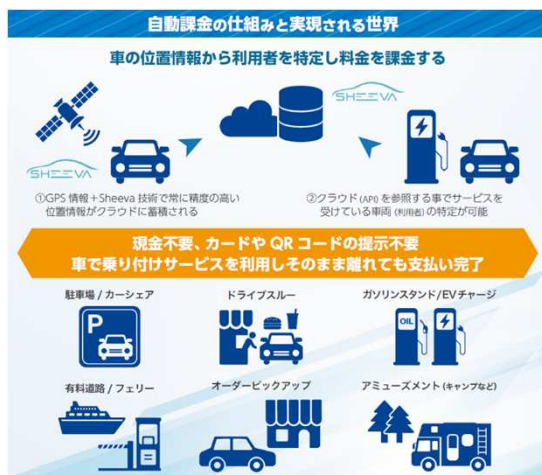 自動課金の仕組みと実現される世界
車の位置情報から利用者を特定し料金を課金する
SHEEVA
SHEEVA
①GPS 情報＋Sheeva 技術で常に精度の高い
位置情報がクラウドに蓄積される
②クラウド (API) を参照する事でサービスを
受けている車両 (利用者) の特定が可能
現金不要、カードや QR コードの提示不要
車で乗り付けサービスを利用しそのまま離れても支払い完了
駐車場 / カーシェア
ドライブスルー
ガソリンスタンド/EVチャージ
P
OIL
有料道路 / フェリー
オーダーピックアップ
アミューズメント (キャンプなど)